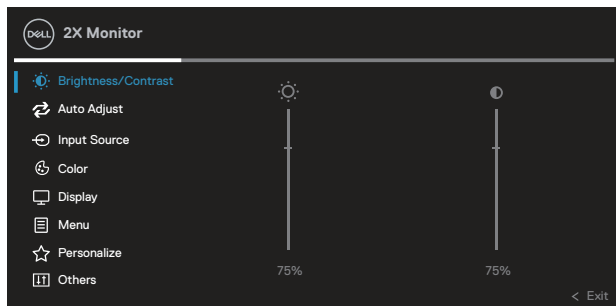 DELL 2X Monitor
Brightness/Contrast
Auto Adjust
Input Source
Color
Display
Menu
Personalize
Others
75% 75%
< Exit